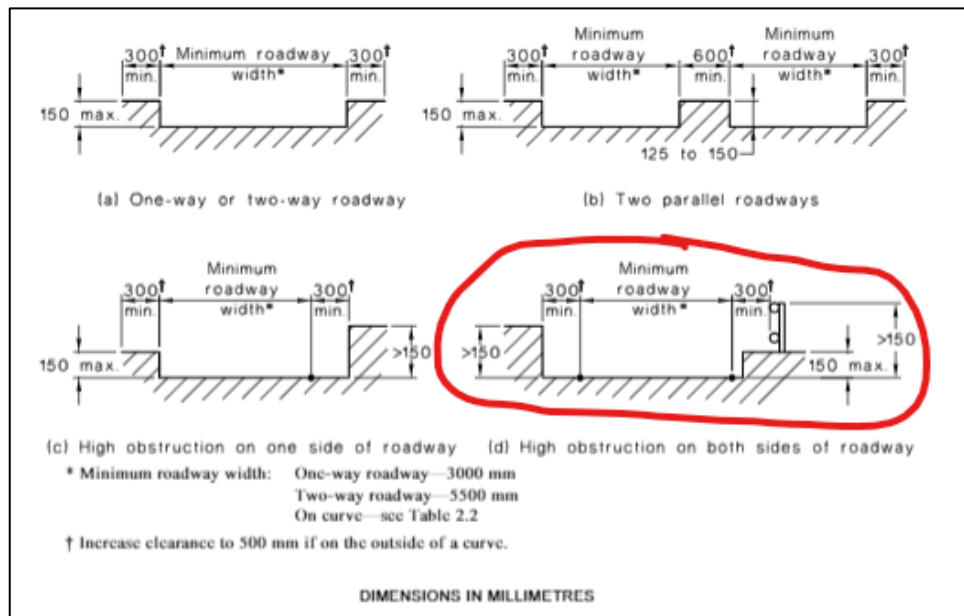 300† Minimum roadway 300†
min. width* min.
150 max.
(a) One-way or two-way roadway
300† Minimum roadway width* 600† Minimum roadway width* 300†
min. min. min.
150 max.
125 to 150
(b) Two parallel roadways
300† Minimum roadway width* 300†
min. min.
150 max.
>150
(c) High obstruction on one side of roadway
300† Minimum roadway width* 300†
min. min.
>150
>150
150 max.
(d) High obstruction on both sides of roadway
* Minimum roadway width: One-way roadway—3000 mm
Two-way roadway—5500 mm
On curve—see Table 2.2
† Increase clearance to 500 mm if on the outside of a curve.
DIMENSIONS IN MILLIMETRES